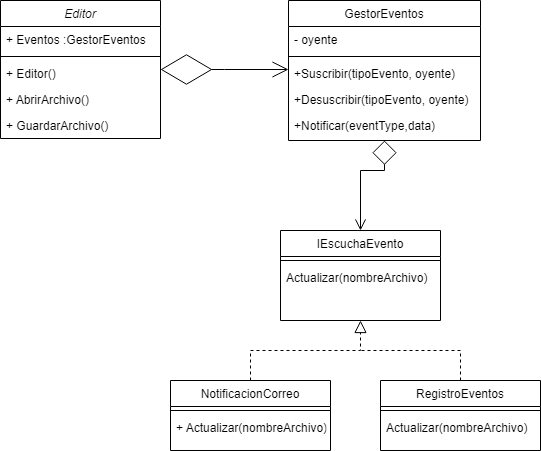 Editor
+ Eventos :GestorEventos
+ Editor()
+ AbrirArchivo()
+ GuardarArchivo()
GestorEventos
- oyente
+Suscribir(tipoEvento, oyente)
+Desuscribir(tipoEvento, oyente)
+Notificar(eventType,data)
IEscuchaEvento
Actualizar(nombreArchivo)
NotificacionCorreo
+ Actualizar(nombreArchivo)
RegistroEventos
Actualizar(nombreArchivo)